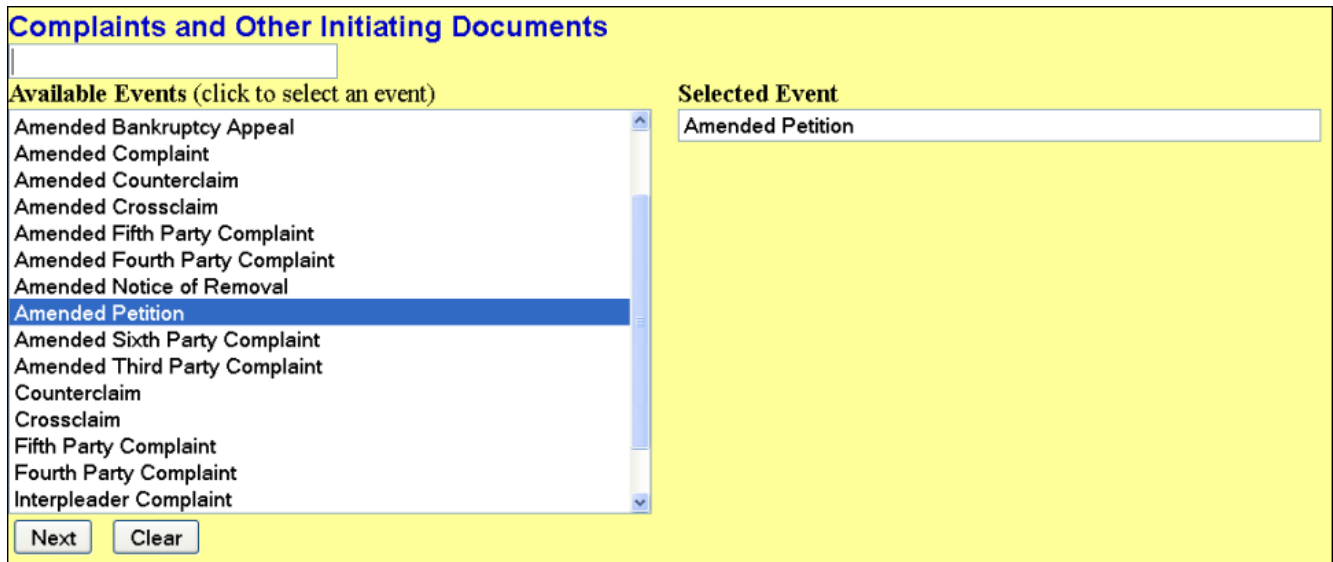 Complaints and Other Initiating Documents
Available Events (click to select an event)
Amended Bankruptcy Appeal
Amended Complaint
Amended Counterclaim
Amended Crossclaim
Amended Fifth Party Complaint
Amended Fourth Party Complaint
Amended Notice of Removal
Amended Petition
Amended Sixth Party Complaint
Amended Third Party Complaint
Counterclaim
Crossclaim
Fifth Party Complaint
Fourth Party Complaint
Interpleader Complaint
Selected Event
Amended Petition
Next Clear